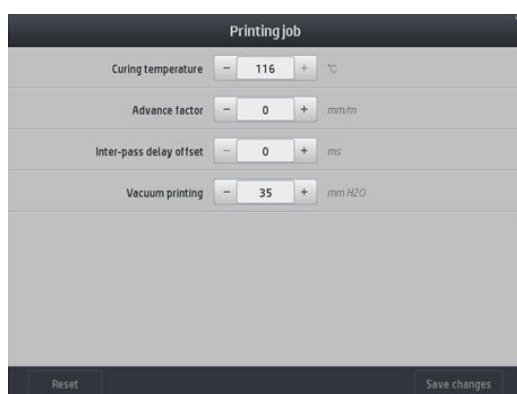 Printing job
Curing temperature - 116 + °C
Advance factor - 0 + mm/m
Inter-pass delay offset - 0 + ms
Vacuum printing - 35 + mm H2O
Reset Save changes